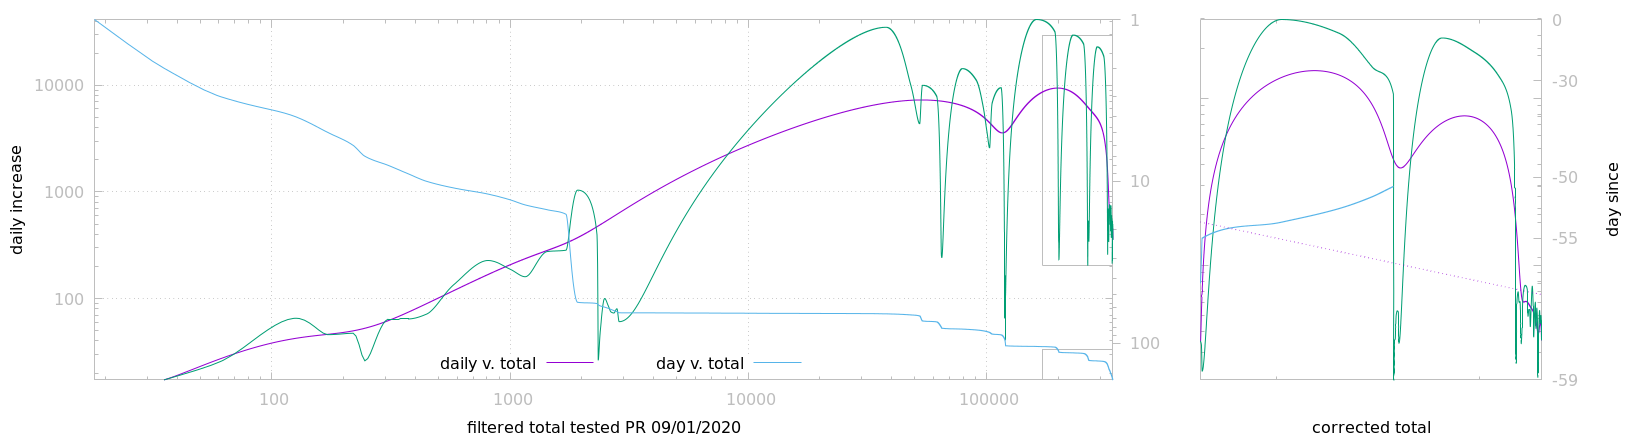 1
0
10000
-30
daily increase
1000
10
-50
day since
-55
100
daily v. total
day v. total
100
-59
100
1000
10000
100000
filtered total tested PR 09/01/2020
corrected total